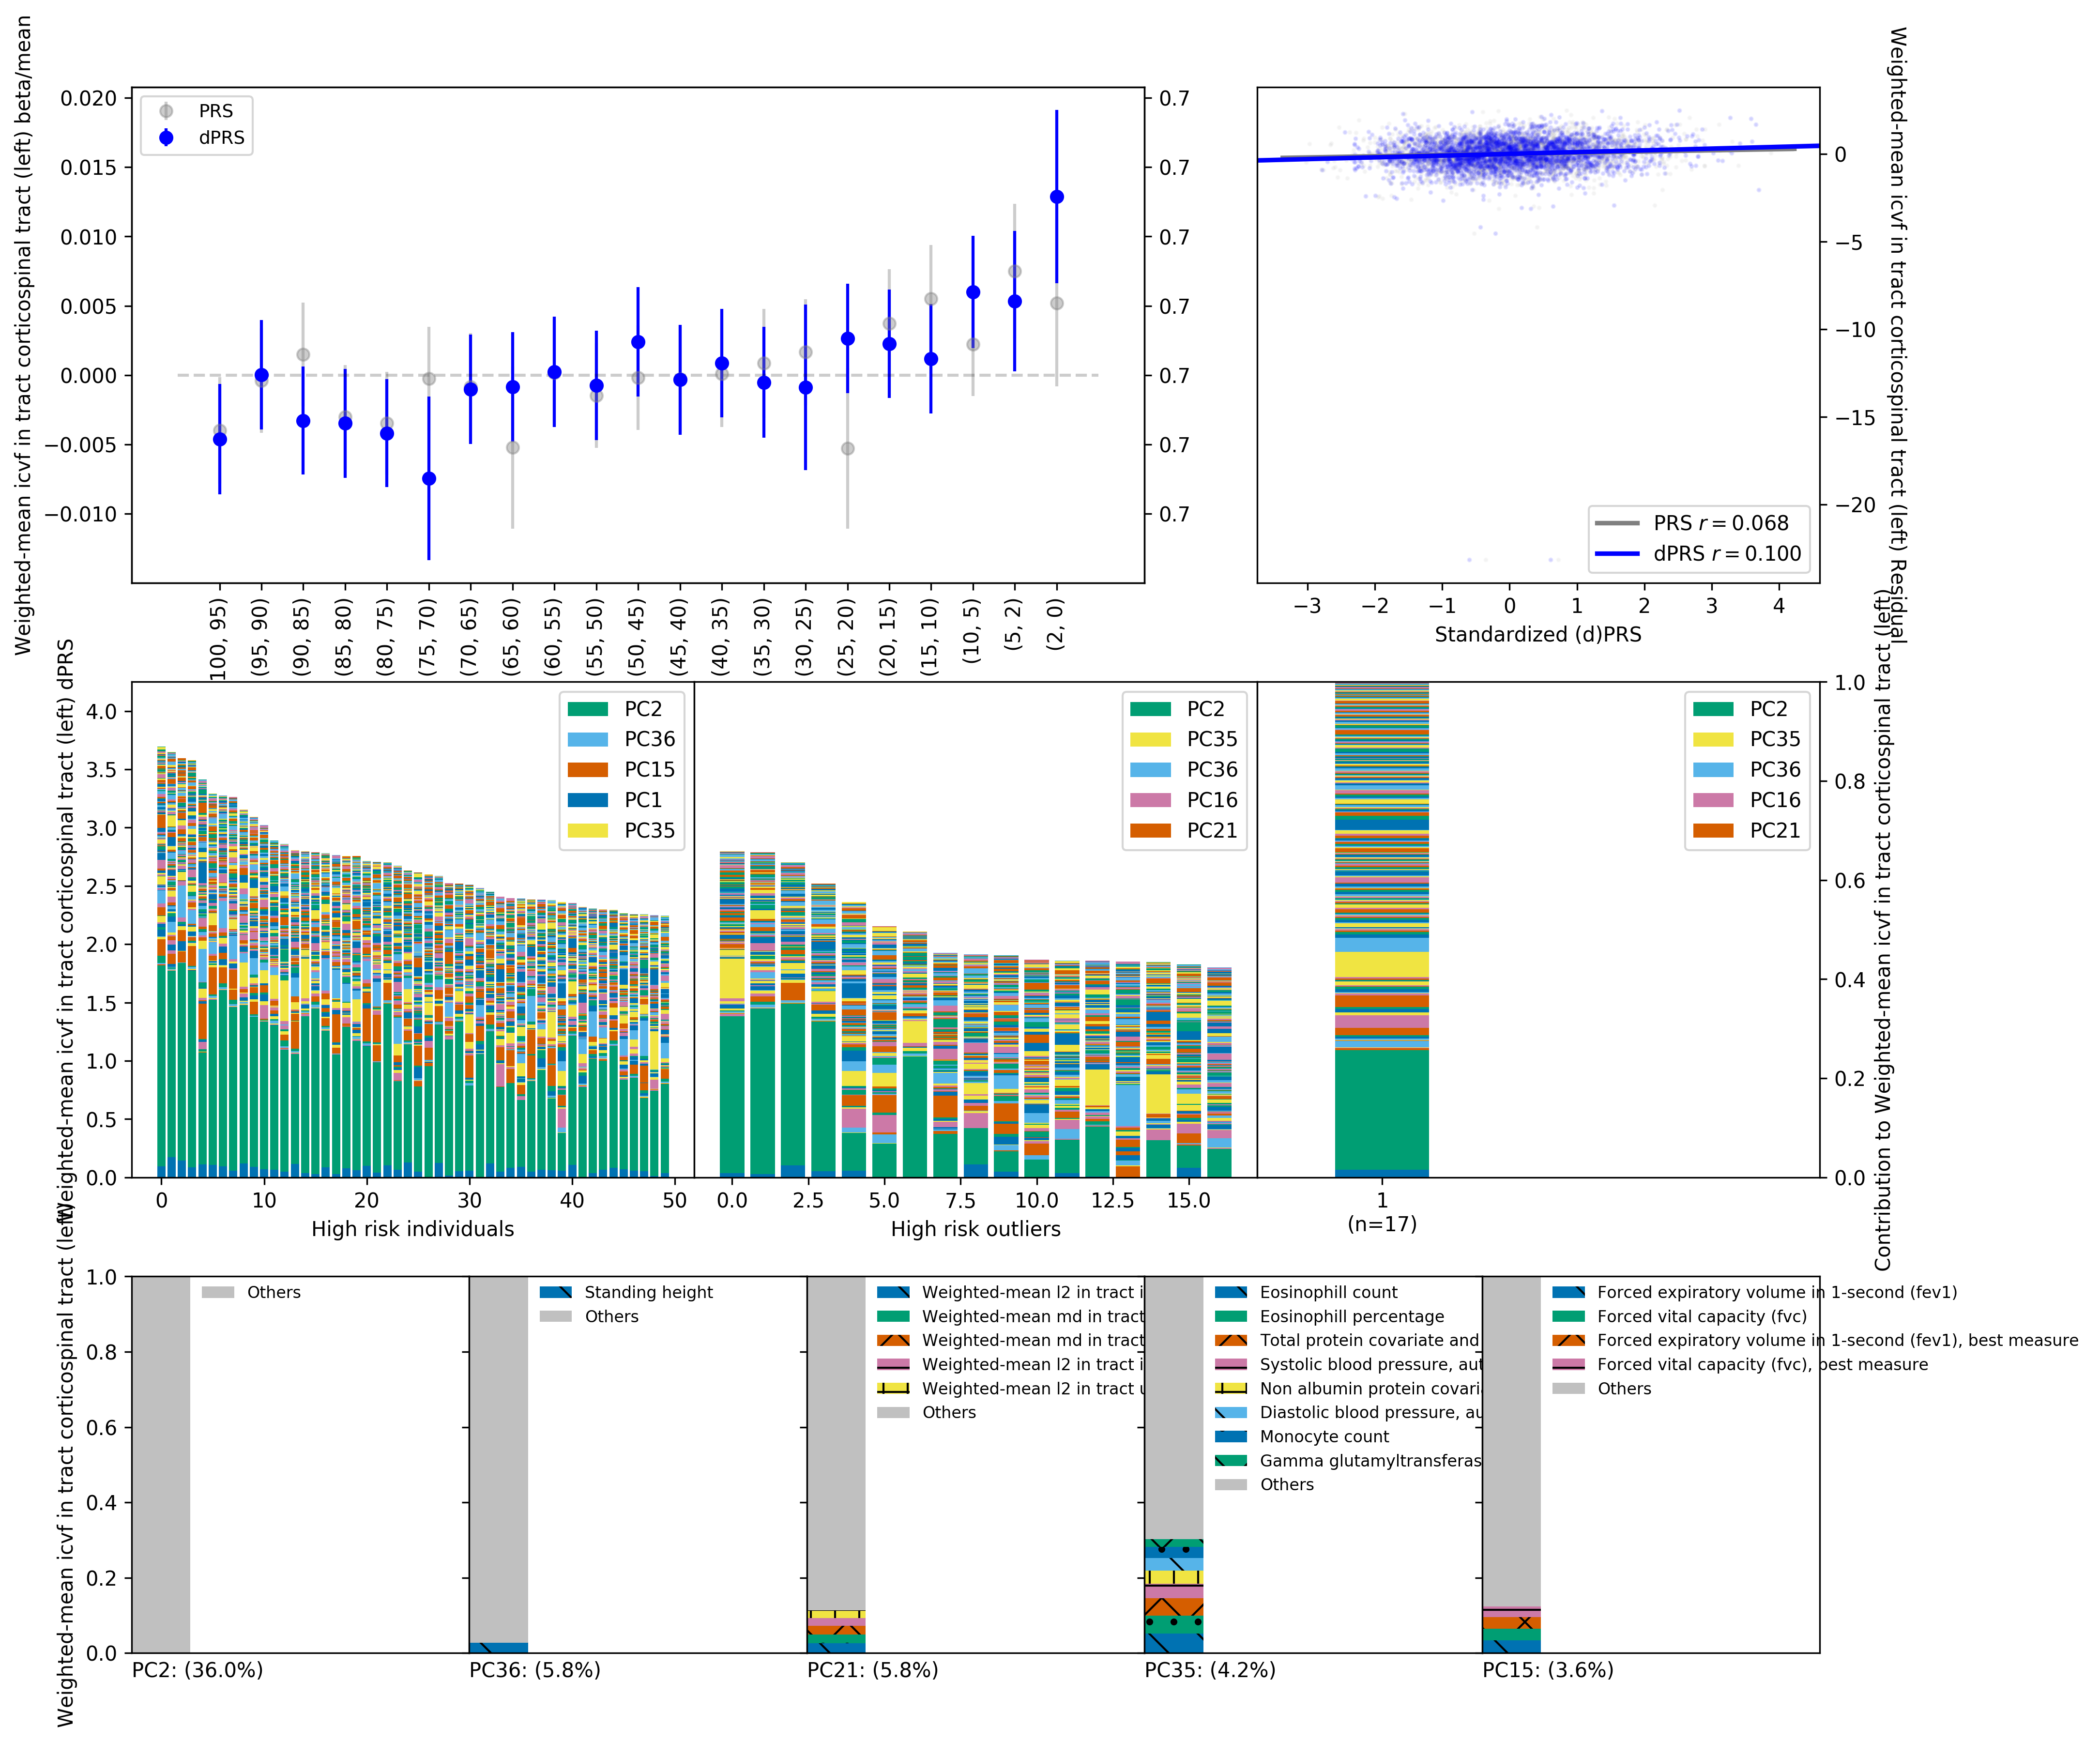 Weighted-mean icvf in tract corticospinal tract (left) beta/mean
0.020
0.015
0.010
0.005
0.000
−0.005
−0.010
PRS
dPRS
0.7
0.7
0.7
0.7
0.7
0.7
0.7
100, 95)
(95, 90)
(90, 85)
(85, 80)
(80, 75)
(75, 70)
(70, 65)
(65, 60)
(60, 55)
(55, 50)
(50, 45)
(45, 40)
(40, 35)
(35, 30)
(30, 25)
(25, 20)
(20, 15)
(15, 10)
(10, 5)
(5, 2)
(2, 0)
Weighted-mean icvf in tract corticospinal tract (left) Residual
0
−5
−10
−15
−20
PRS r = 0.068
dPRS r = 0.100
−3
−2
−1
0
1
2
3
4
Standardized (d)PRS
Weighted-mean icvf in tract corticospinal tract (left) dPRS
4.0
3.5
3.0
2.5
2.0
1.5
1.0
0.5
0.0
PC2
PC36
PC15
PC1
PC35
0
10
20
30
40
50
High risk individuals
PC2
PC35
PC36
PC16
PC21
0.0
2.5
5.0
7.5
10.0
12.5
15.0
High risk outliers
PC2
PC35
PC36
PC16
PC21
1
(n=17)
1.0
0.8
0.6
0.4
0.2
0.0
Contribution to Weighted-mean icvf in tract corticospinal tract (left)
Weighted-mean icvf in tract corticospinal tract (left)
1.0
0.8
0.6
0.4
0.2
0.0
Others
PC2: (36.0%)
Standing height
Others
PC36: (5.8%)
Weighted-mean l2 in tract i
Weighted-mean md in tract
Weighted-mean md in tract
Weighted-mean l2 in tract i
Weighted-mean l2 in tract u
Others
PC21: (5.8%)
Eosinophill count
Eosinophill percentage
Total protein covariate and
Systolic blood pressure, aut
Non albumin protein covari
Diastolic blood pressure, au
Monocyte count
Gamma glutamyltransferas
Others
PC35: (4.2%)
Forced expiratory volume in 1-second (fev1)
Forced vital capacity (fvc)
Forced expiratory volume in 1-second (fev1), best measure
Forced vital capacity (fvc), best measure
Others
PC15: (3.6%)